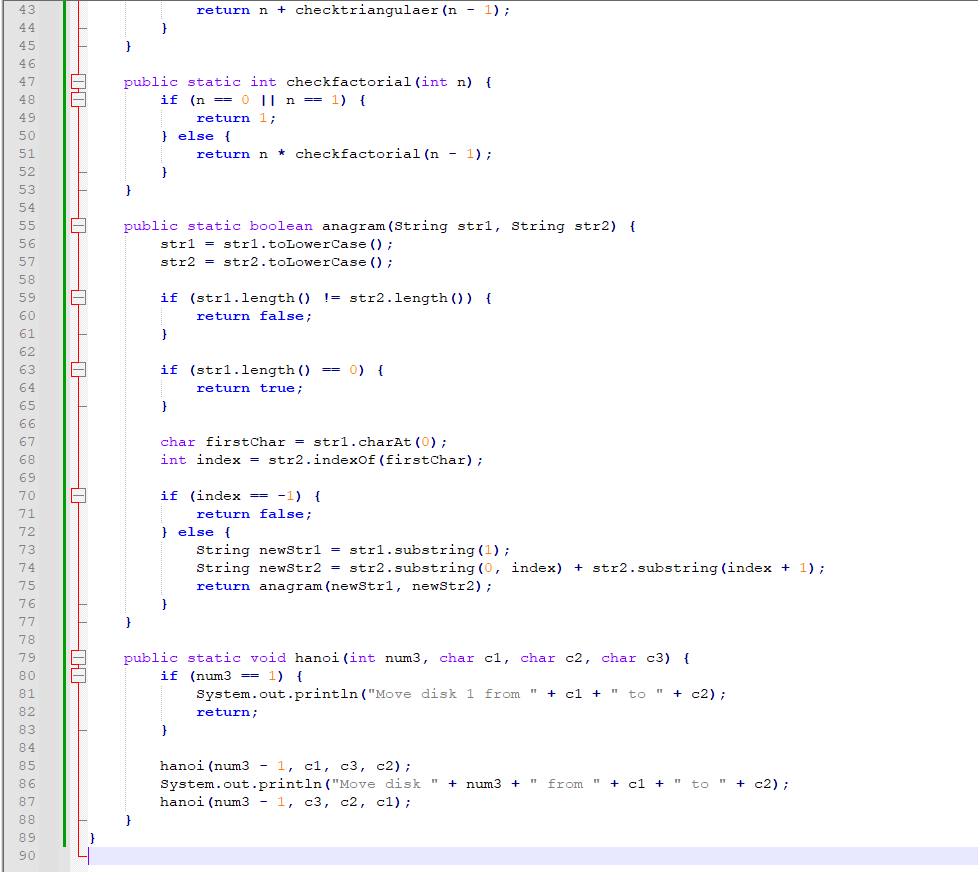 43 return n + checktriangulaer(n - 1);
44 }
45 }
46
47 public static int checkfactorial(int n) {
48 if (n == 0 || n == 1) {
49 return 1;
50 } else {
51 return n * checkfactorial(n - 1);
52 }
53 }
54
55 public static boolean anagram(String str1, String str2) {
56 str1 = str1.toLowerCase();
57 str2 = str2.toLowerCase();
58
59 if (str1.length() != str2.length()) {
60 return false;
61 }
62
63 if (str1.length() == 0) {
64 return true;
65 }
66
67 char firstChar = str1.charAt(0);
68 int index = str2.indexOf(firstChar);
69
70 if (index == -1) {
71 return false;
72 } else {
73 String newStr1 = str1.substring(1);
74 String newStr2 = str2.substring(0, index) + str2.substring(index + 1);
75 return anagram(newStr1, newStr2);
76 }
77 }
78
79 public static void hanoi(int num3, char c1, char c2, char c3) {
80 if (num3 == 1) {
81 System.out.println("Move disk 1 from " + c1 + " to " + c2);
82 return;
83 }
84
85 hanoi(num3 - 1, c1, c3, c2);
86 System.out.println("Move disk " + num3 + " from " + c1 + " to " + c2);
87 hanoi(num3 - 1, c3, c2, c1);
88 }
89 }
90